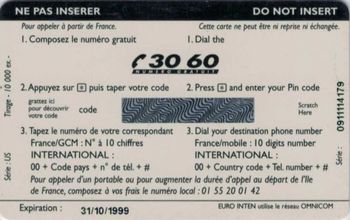 NE PAS INSERER DO NOT INSERT
Pour appeler à partir de France. Cette carte ne peut être ni reprise ni échangée.
1. Composez le numéro gratuit 1. Dial the
30 60
NUMERO GRATUIT
2. Appuyez sur * puis taper votre code 2. Press * and enter your Pin code
grattez ici
pour découvrir
votre code
code
Scratch
Here
3. Tapez le numéro de votre correspondant 3. Dial your destination phone number
France/GCM : N° à 10 chiffres France/mobile : 10 digits number
INTERNATIONAL : INTERNATIONAL :
00 + Code pays + n° de tél. + # 00 + Country code + Tel. number + #
Pour appeler d'un portable ou pour augmenter la durée d'appel au départ de l'Ile
de France, composez à vos frais le numéro local : 01 55 20 01 42
Expiration : 31/10/1999 EURO INTEN utilise le réseau OMNICOM
Série : US Tirage - 10 000 ex -
Série : 0911114179